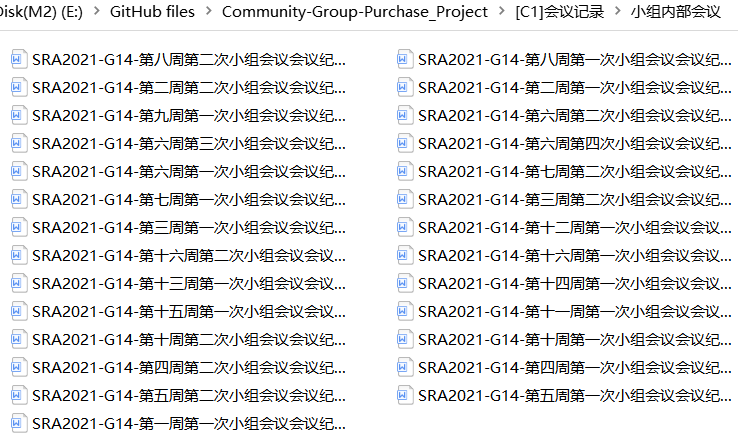 Disk(M2) (E:) > GitHub files > Community-Group-Purchase_Project > [C1]会议记录 > 小组内部会议
SRA2021-G14-第八周第二次小组会议会议纪... SRA2021-G14-第八周第一次小组会议会议纪...
SRA2021-G14-第二周第二次小组会议会议纪... SRA2021-G14-第二周第一次小组会议会议纪...
SRA2021-G14-第九周第一次小组会议会议纪... SRA2021-G14-第六周第二次小组会议会议纪...
SRA2021-G14-第六周第三次小组会议会议纪... SRA2021-G14-第六周第四次小组会议会议纪...
SRA2021-G14-第六周第一次小组会议会议纪... SRA2021-G14-第七周第二次小组会议会议纪...
SRA2021-G14-第七周第一次小组会议会议纪... SRA2021-G14-第三周第二次小组会议会议纪...
SRA2021-G14-第三周第一次小组会议会议纪... SRA2021-G14-第十二周第一次小组会议会议...
SRA2021-G14-第十六周第二次小组会议会议... SRA2021-G14-第十六周第一次小组会议会议...
SRA2021-G14-第十三周第一次小组会议会议... SRA2021-G14-第十四周第一次小组会议会议...
SRA2021-G14-第十五周第一次小组会议会议... SRA2021-G14-第十一周第一次小组会议会议...
SRA2021-G14-第十周第二次小组会议会议纪... SRA2021-G14-第十周第一次小组会议会议纪...
SRA2021-G14-第四周第二次小组会议会议纪... SRA2021-G14-第四周第一次小组会议会议纪...
SRA2021-G14-第五周第二次小组会议会议纪... SRA2021-G14-第五周第一次小组会议会议纪...
SRA2021-G14-第一周第一次小组会议会议纪...